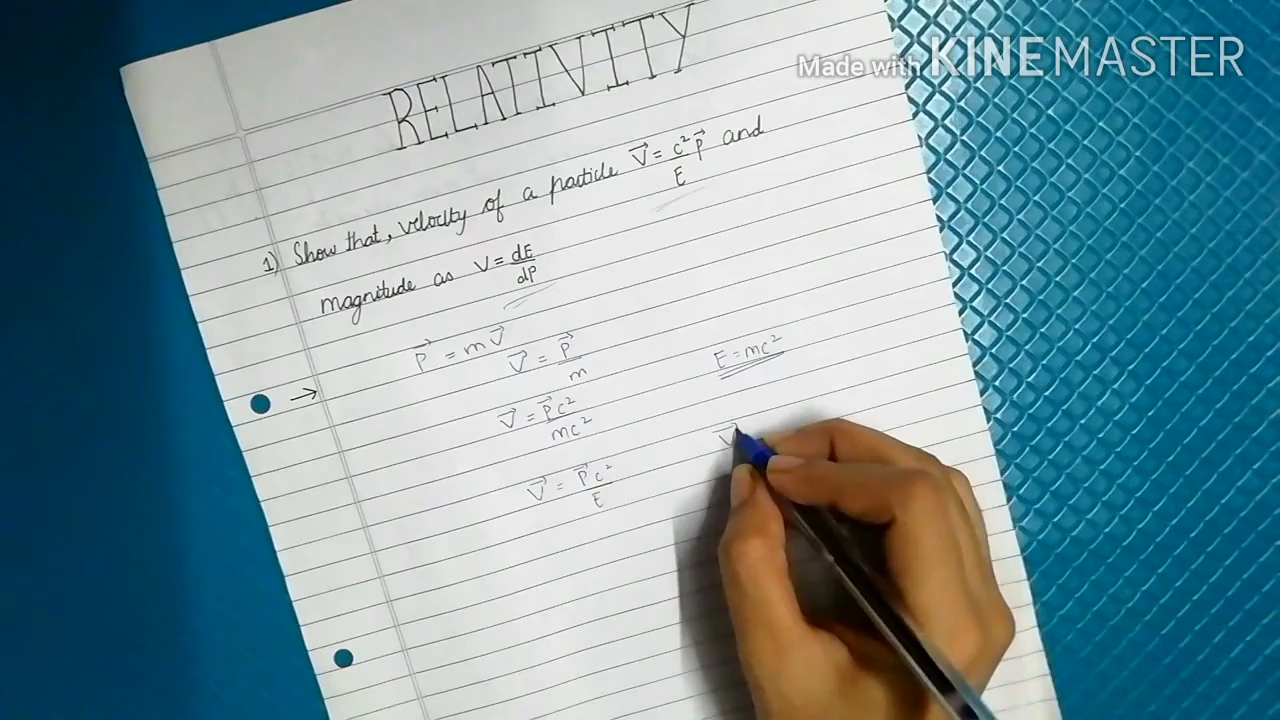 Made with KINEMASTER
RELATIVITY
1) Show that, velocity of a particle V⃗ = c²p⃗/E and
magnitude as V = dE/dp
→ P⃗ = mV⃗
V⃗ = P⃗/m
E = mc²
V⃗ = P⃗c²/mc²
V⃗
V⃗ = P⃗c²/E